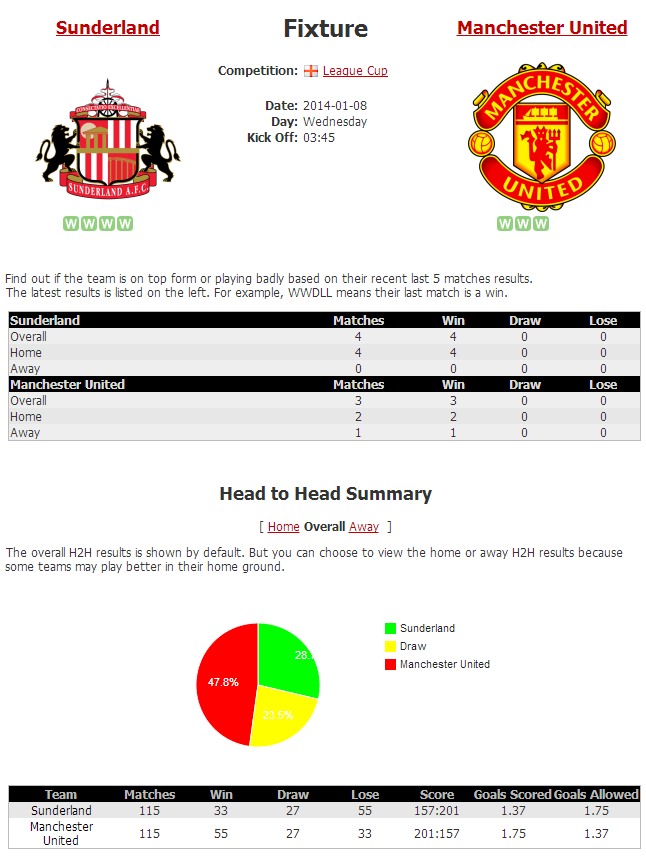 Sunderland
Fixture
Manchester United
Competition: League Cup
Date: 2014-01-08
Day: Wednesday
Kick Off: 03:45
SUNDERLAND A.F.C.
MANCHESTER
UNITED
W W W W
W W W
Find out if the team is on top form or playing badly based on their recent last 5 matches results.
The latest results is listed on the left. For example, WWDLL means their last match is a win.
Sunderland Matches Win Draw Lose
Overall 4 4 0 0
Home 4 4 0 0
Away 0 0 0 0
Manchester United Matches Win Draw Lose
Overall 3 3 0 0
Home 2 2 0 0
Away 1 1 0 0
Head to Head Summary
[ Home Overall Away ]
The overall H2H results is shown by default. But you can choose to view the home or away H2H results because
some teams may play better in their home ground.
Sunderland
Draw
Manchester United
28.
47.8%
23.5%
Team Matches Win Draw Lose Score Goals Scored Goals Allowed
Sunderland 115 33 27 55 157:201 1.37 1.75
Manchester
United 115 55 27 33 201:157 1.75 1.37